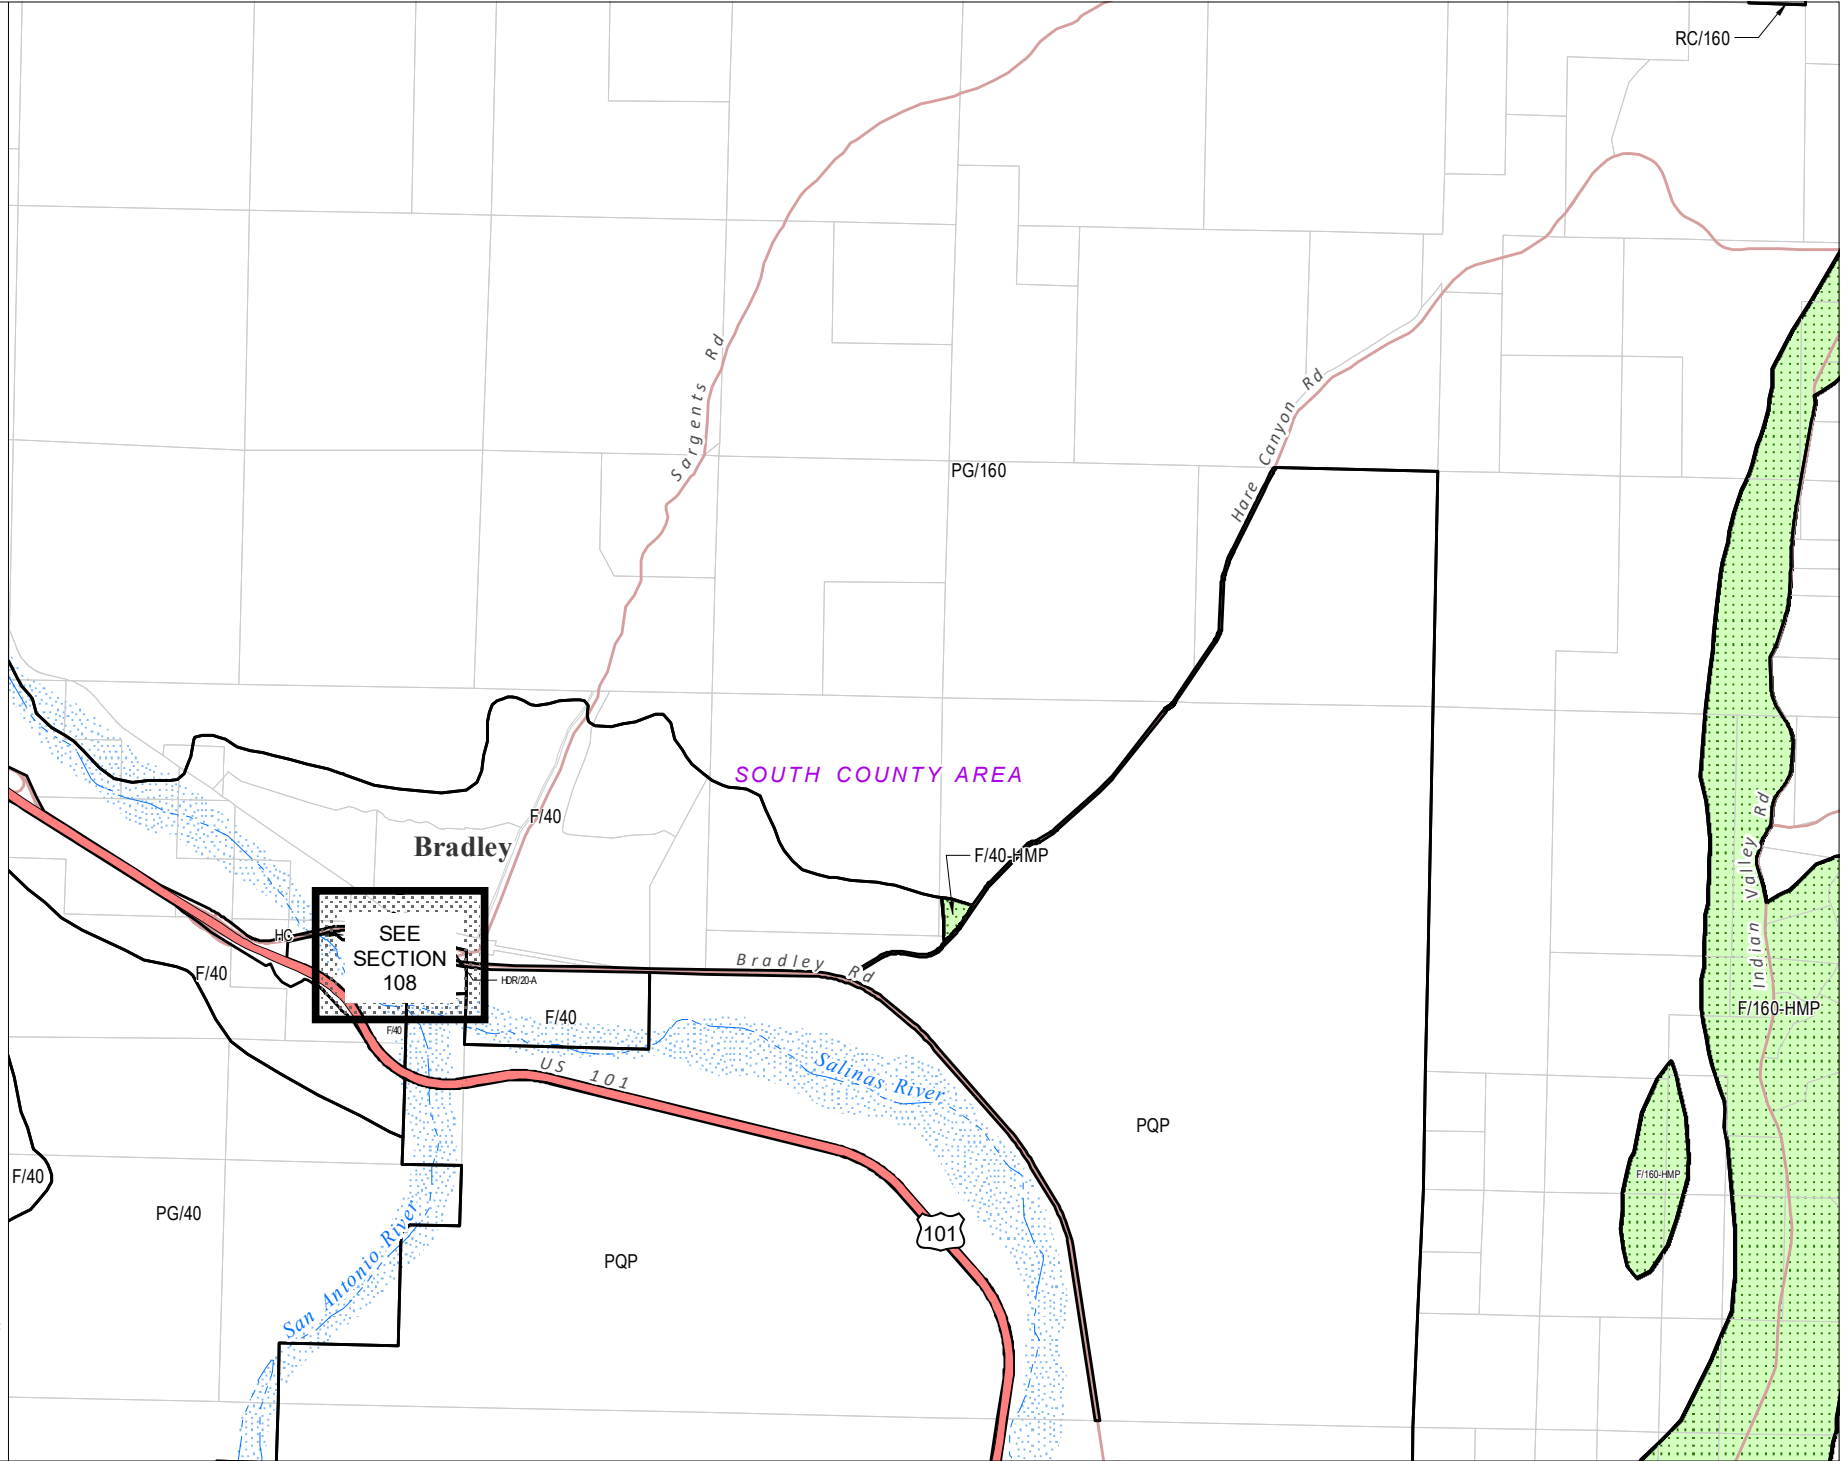 RC/160
Sargents Rd
Hare Canyon Rd
PG/160
SOUTH COUNTY AREA
F/40
Bradley
F/40-HMP
Indian Valley Rd
HC
SEE
SECTION
108
Bradley Rd
F/40
HDR/20-A
F/160-HMP
F/40
F/40
US 101
Salinas River
PQP
F/40
F/160-HMP
PG/40
101
San Antonio River
PQP